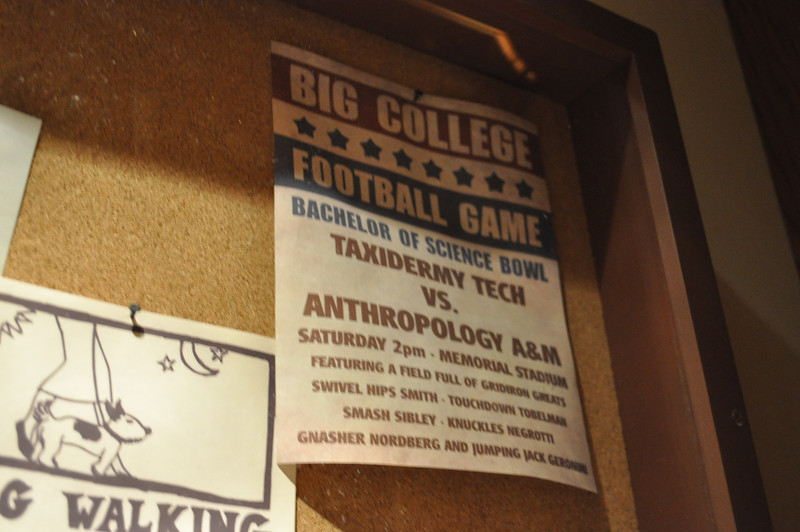 BIG COLLEGE
FOOTBALL GAME
BACHELOR OF SCIENCE BOWL
TAXIDERMY TECH
VS.
ANTHROPOLOGY A&M
SATURDAY 2pm · MEMORIAL STADIUM
FEATURING A FIELD FULL OF GRIDIRON GREATS
SWIVEL HIPS SMITH · TOUCHDOWN TOBELMAN
SMASH SIBLEY · KNUCKLES NEGROTTI
GNASHER NORDBERG AND JUMPING JACK GERONIMI
G WALKING